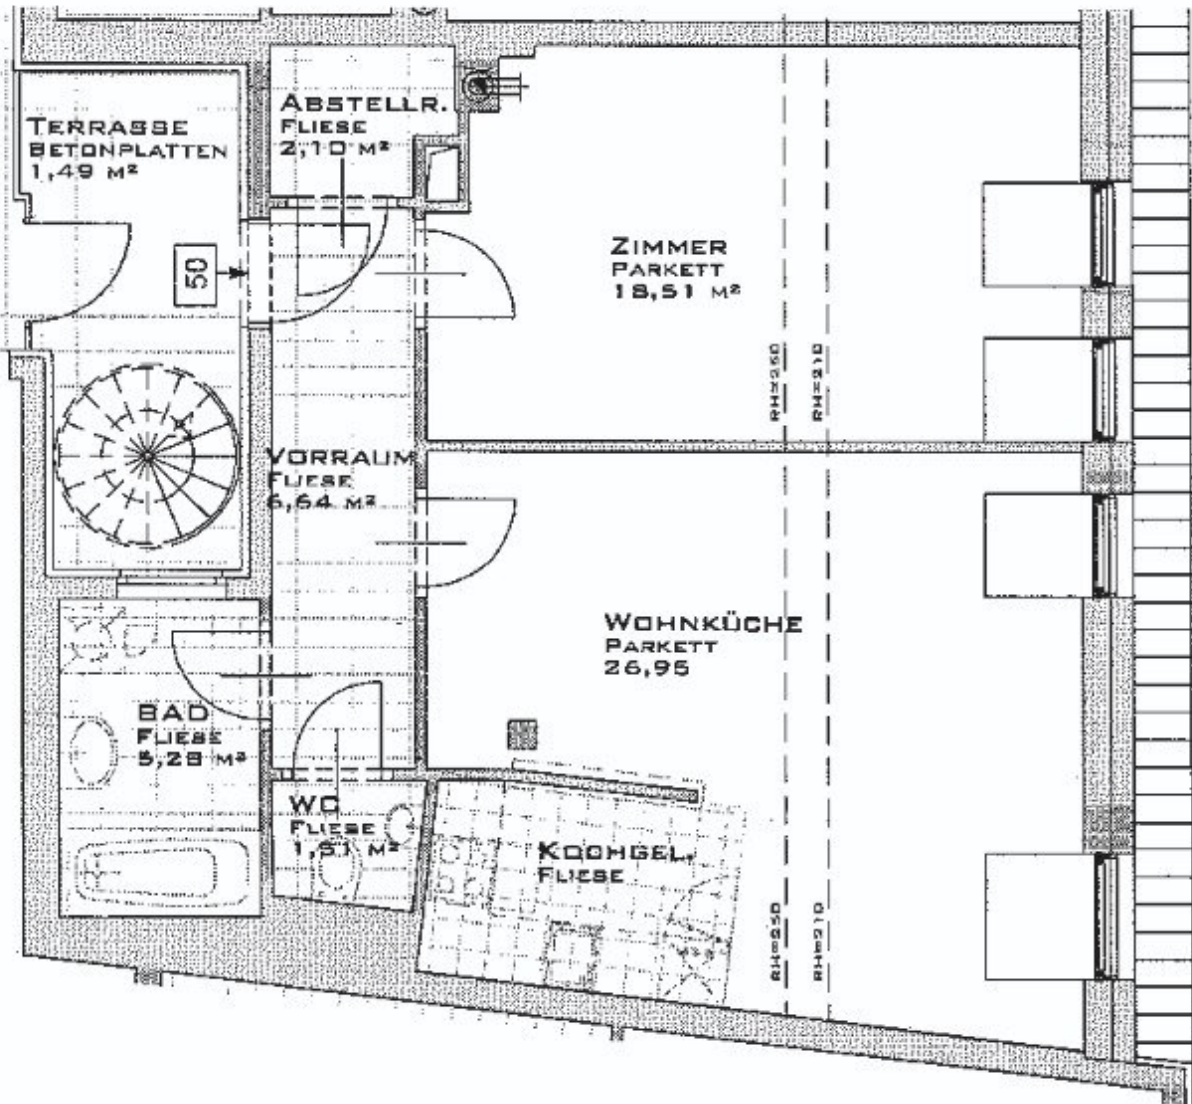 ABSTELLR.
FLIESE
2,10 M²
TERRASSE
BETONPLATTEN
1,49 M²
50
ZIMMER
PARKETT
18,51 M²
RH=250
RH=210
VORRAUM
FLIESE
6,64 M²
WOHNKÜCHE
PARKETT
26,95
BAD
FLIESE
5,28 M²
WC
FLIESE
1,51 M²
KOCHGEL.
FLIESE
RH=250
RH=210